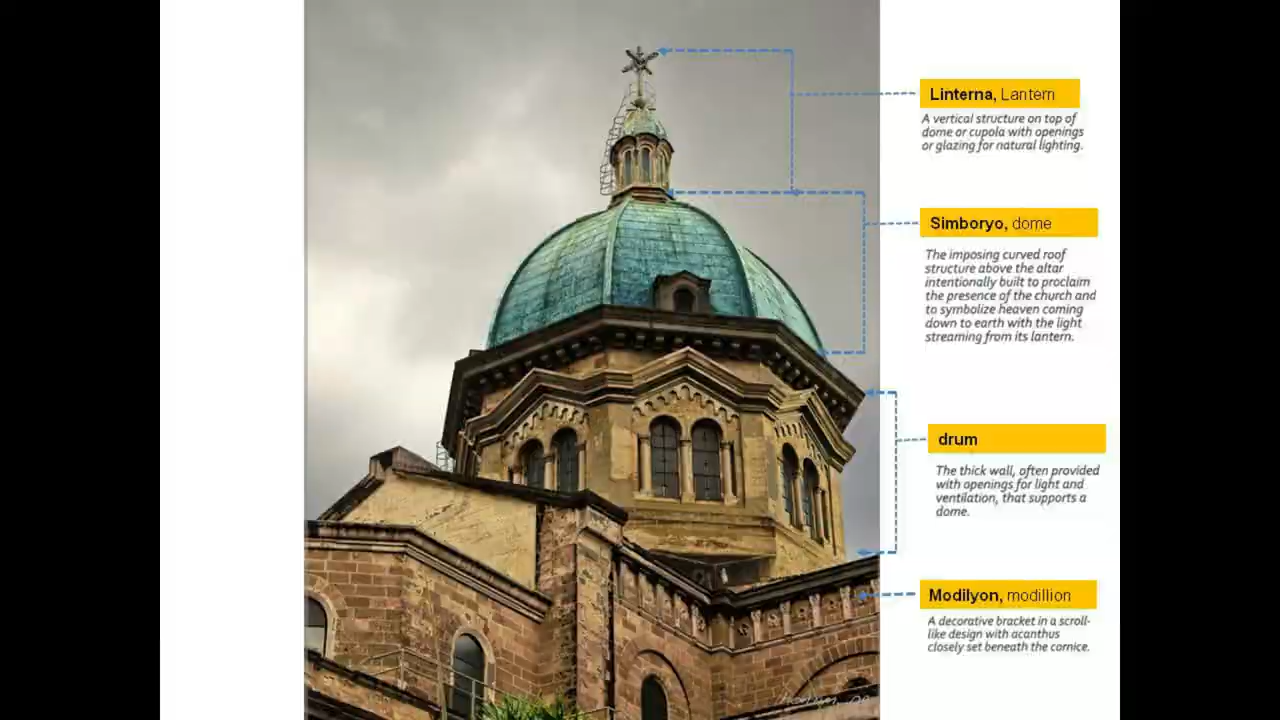 Linterna, Lantern
A vertical structure on top of
dome or cupola with openings
or glazing for natural lighting.
Simboryo, dome
The imposing curved roof
structure above the altar
intentionally built to proclaim
the presence of the church and
to symbolize heaven coming
down to earth with the light
streaming from its lantern.
drum
The thick wall, often provided
with openings for light and
ventilation, that supports a
dome.
Modilyon, modillion
A decorative bracket in a scroll-
like design with acanthus
closely set beneath the cornice.